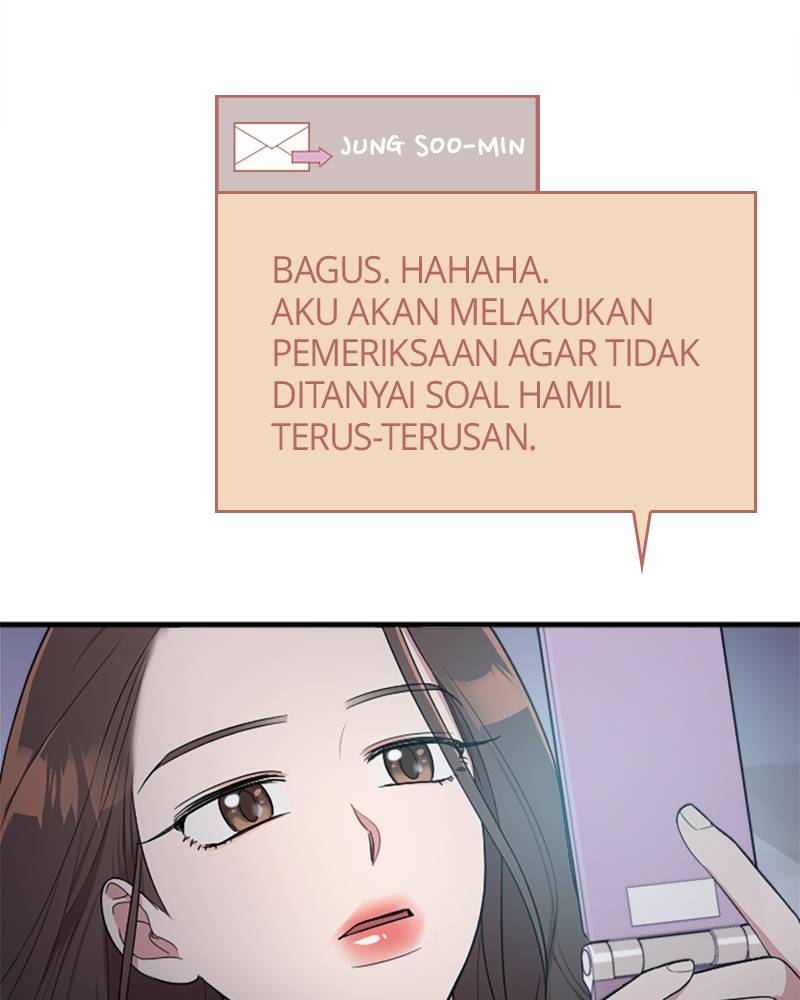 JUNG SOO-MIN
BAGUS. HAHAHA.
AKU AKAN MELAKUKAN
PEMERIKSAAN AGAR TIDAK
DITANYAI SOAL HAMIL
TERUS-TERUSAN.